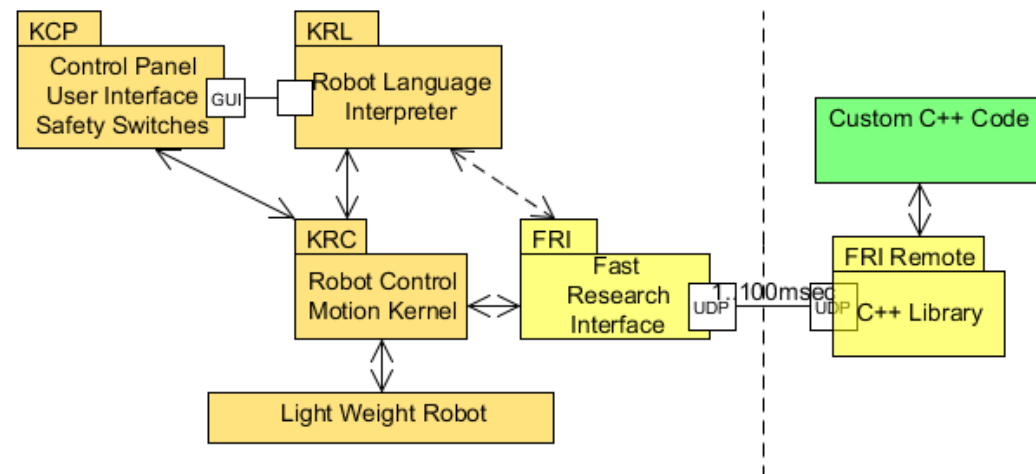 KCP
Control Panel
User Interface
Safety Switches
GUI
KRL
Robot Language
Interpreter
Custom C++ Code
KRC
Robot Control
Motion Kernel
FRI
Fast
Research
Interface
UDP
1..100msec
UDP
FRI Remote
C++ Library
Light Weight Robot